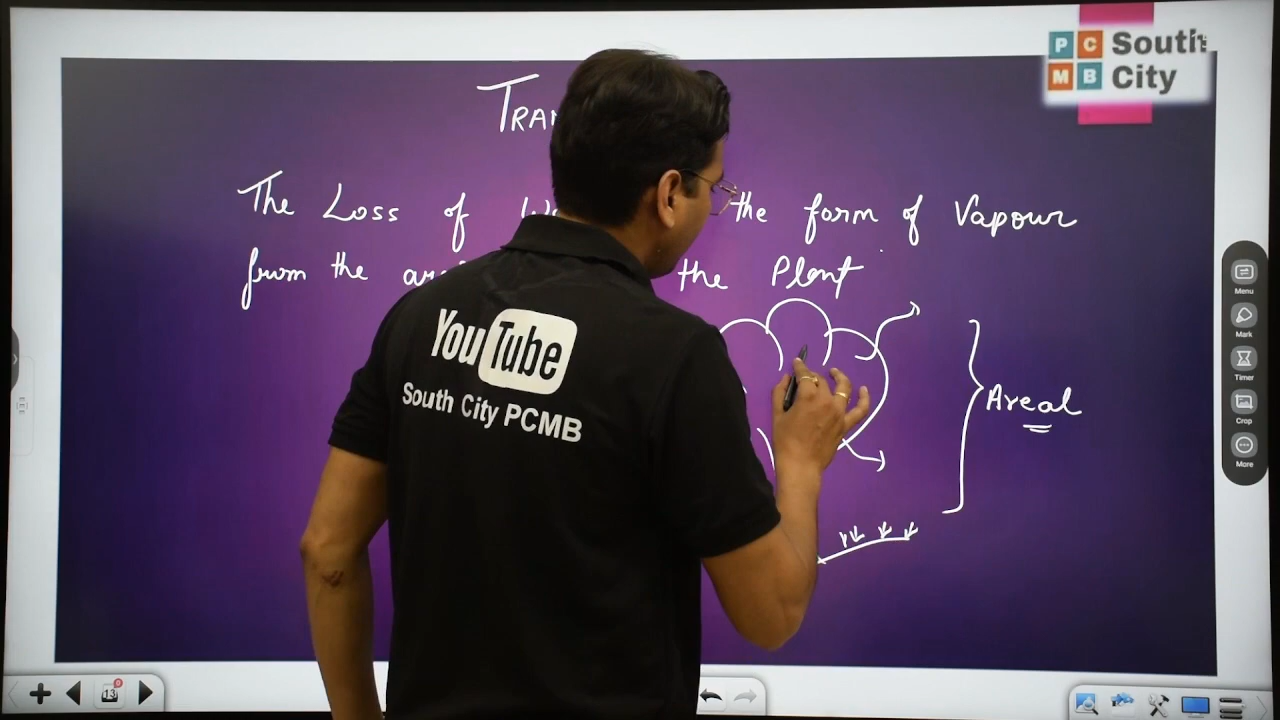 P C South
M B City
TRAN
The Loss of the form of Vapour
from the the Plant
Areal
YouTube
South City PCMB
Menu
Mark
Timer
Crop
More
13